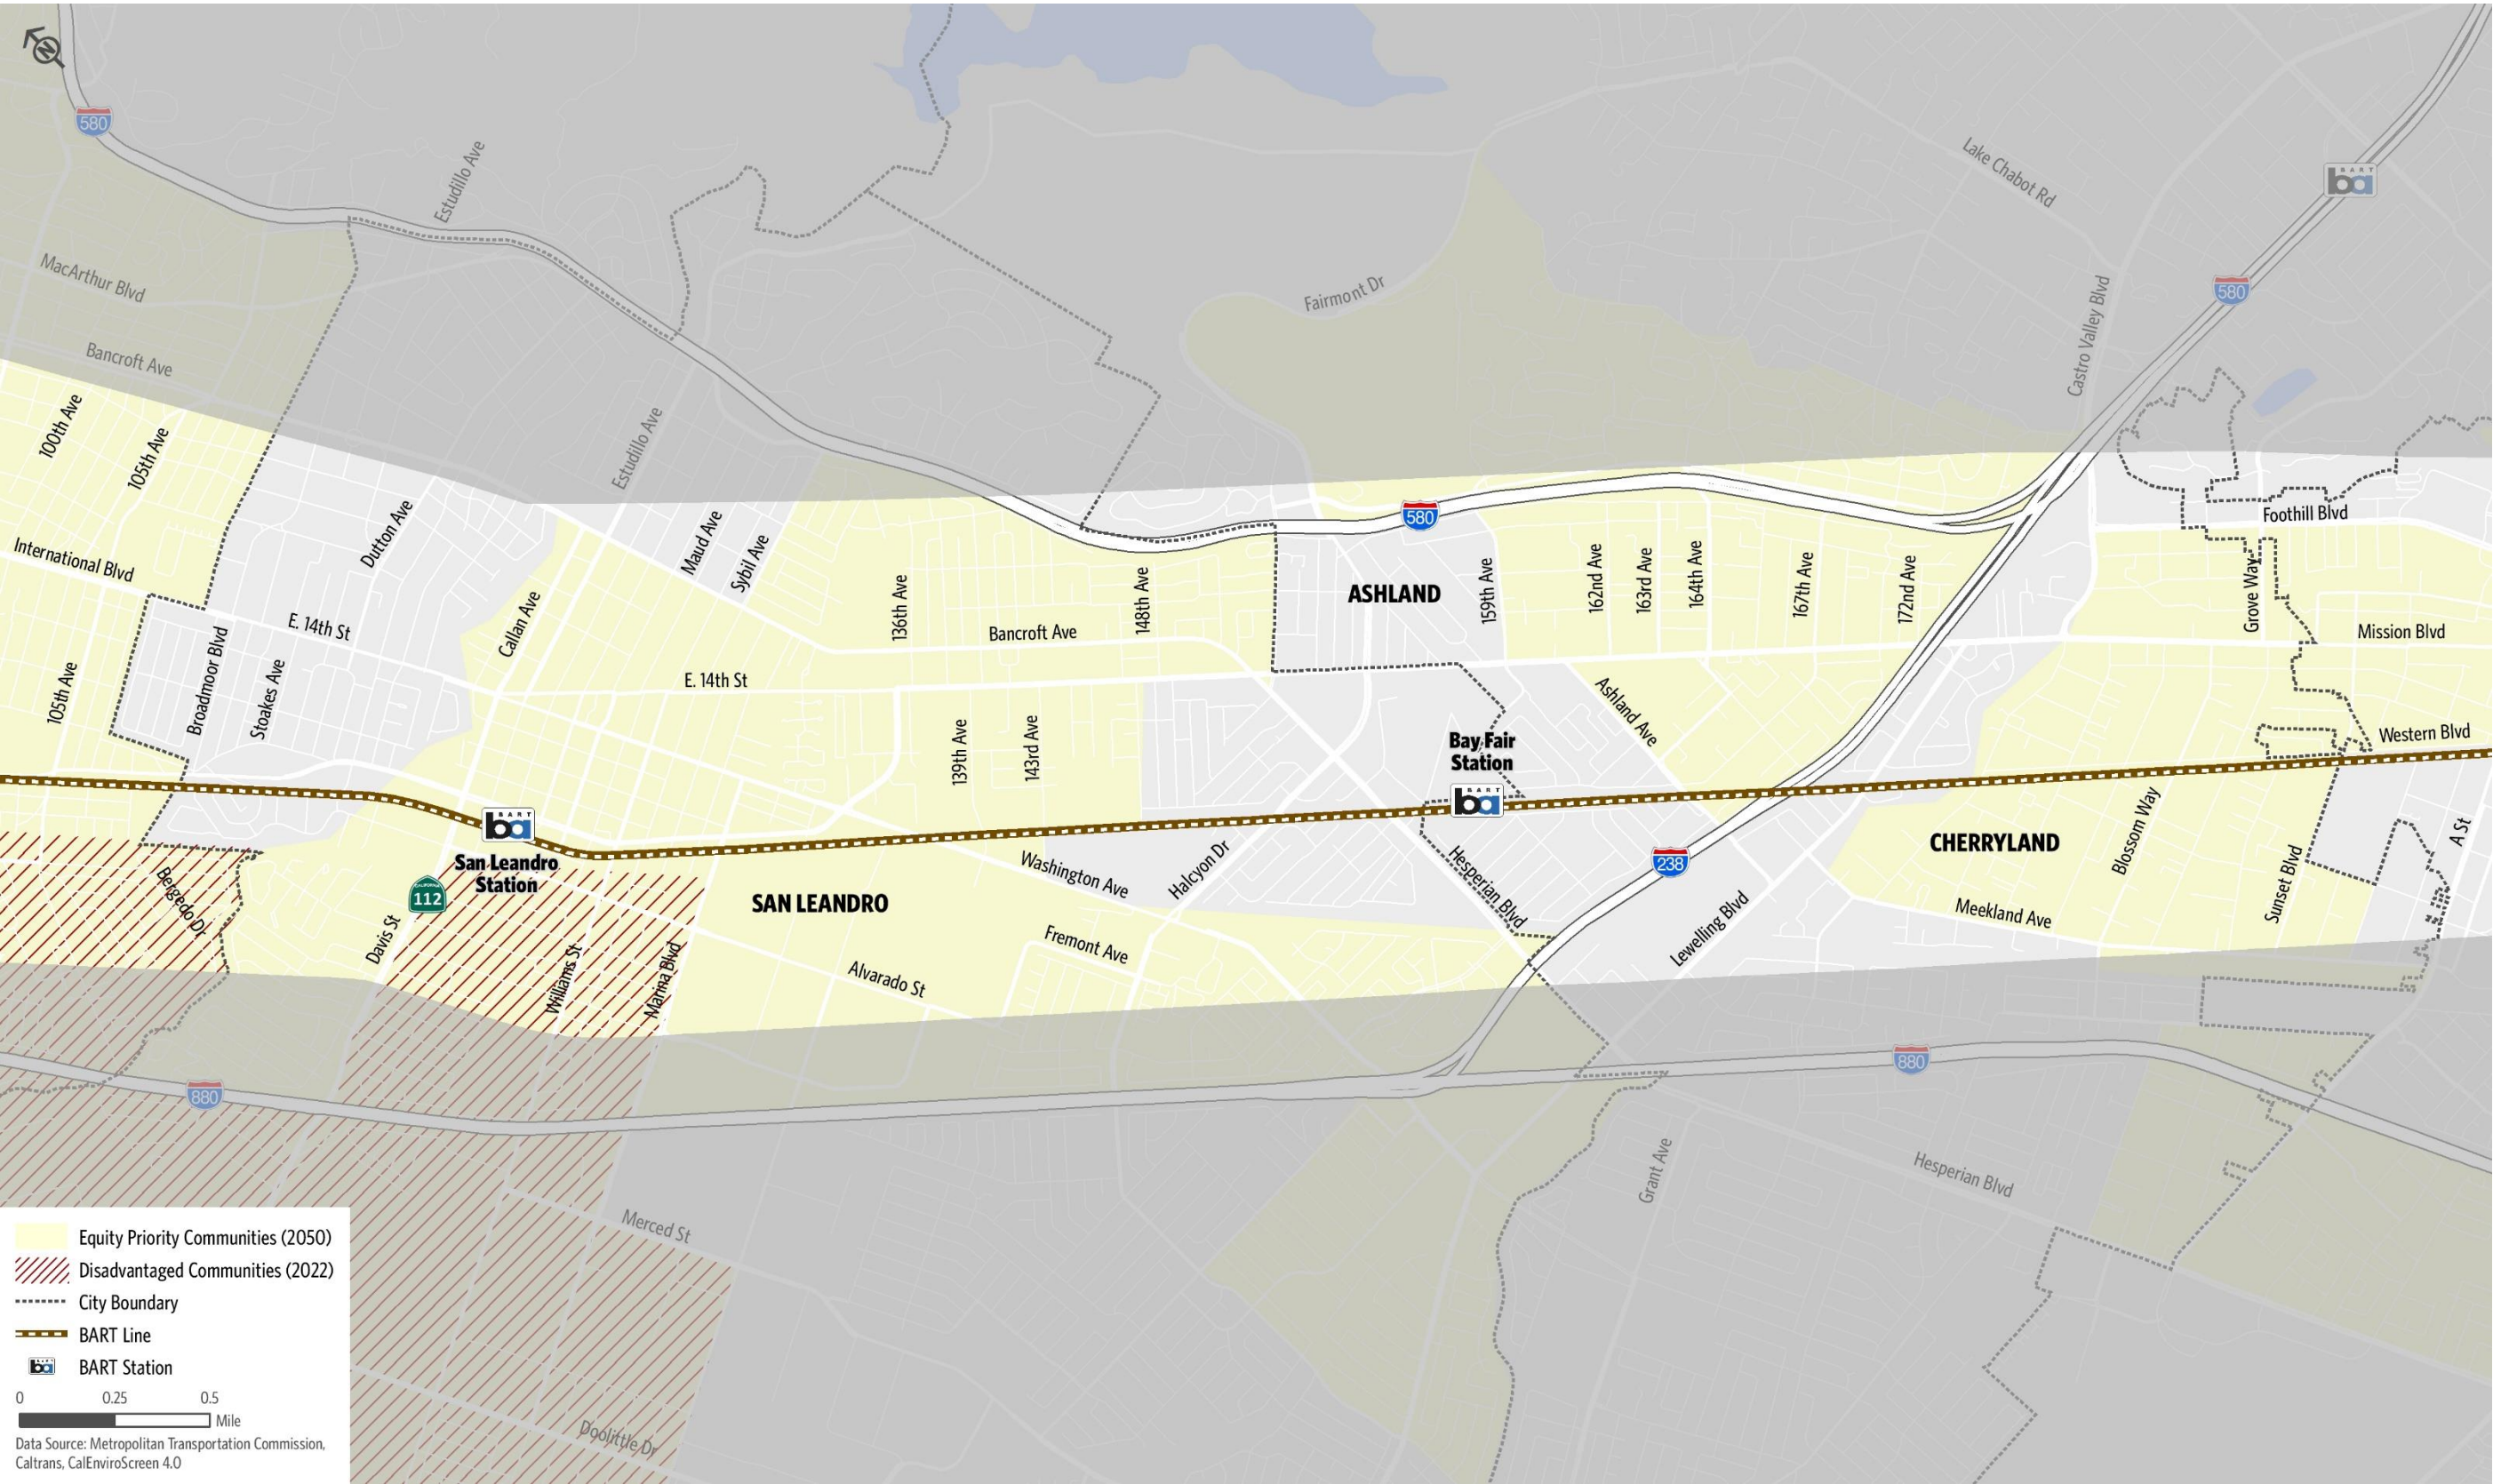 N
580
Estudillo Ave
MacArthur Blvd
Bancroft Ave
Lake Chabot Rd
BART
ba
Fairmont Dr
580
Castro Valley Blvd
100th Ave
105th Ave
Estudillo Ave
580
Foothill Blvd
International Blvd
Dutton Ave
Maud Ave
Sybil Ave
136th Ave
148th Ave
ASHLAND
159th Ave
162nd Ave
163rd Ave
164th Ave
167th Ave
172nd Ave
Grove Way
Mission Blvd
E. 14th St
Callan Ave
Bancroft Ave
E. 14th St
105th Ave
Broadmoor Blvd
Stoakes Ave
139th Ave
143rd Ave
Ashland Ave
Bay Fair
Station
BART
ba
Western Blvd
BART
ba
San Leandro
Station
CALIFORNIA
112
Bergedo Dr
Davis St
Williams St
Marina Blvd
SAN LEANDRO
Washington Ave
Halcyon Dr
Hesperian Blvd
238
Lewelling Blvd
CHERRYLAND
Blossom Way
Meekland Ave
Sunset Blvd
A St
Fremont Ave
Alvarado St
880
880
Grant Ave
Hesperian Blvd
Merced St
Doolittle Dr
Equity Priority Communities (2050)
Disadvantaged Communities (2022)
City Boundary
BART Line
ba
BART Station
0 0.25 0.5
Mile
Data Source: Metropolitan Transportation Commission,
Caltrans, CalEnviroScreen 4.0